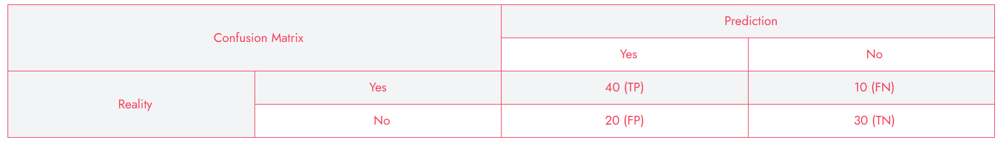 Confusion Matrix
Prediction
Yes
No
Reality
Yes
40 (TP)
10 (FN)
No
20 (FP)
30 (TN)